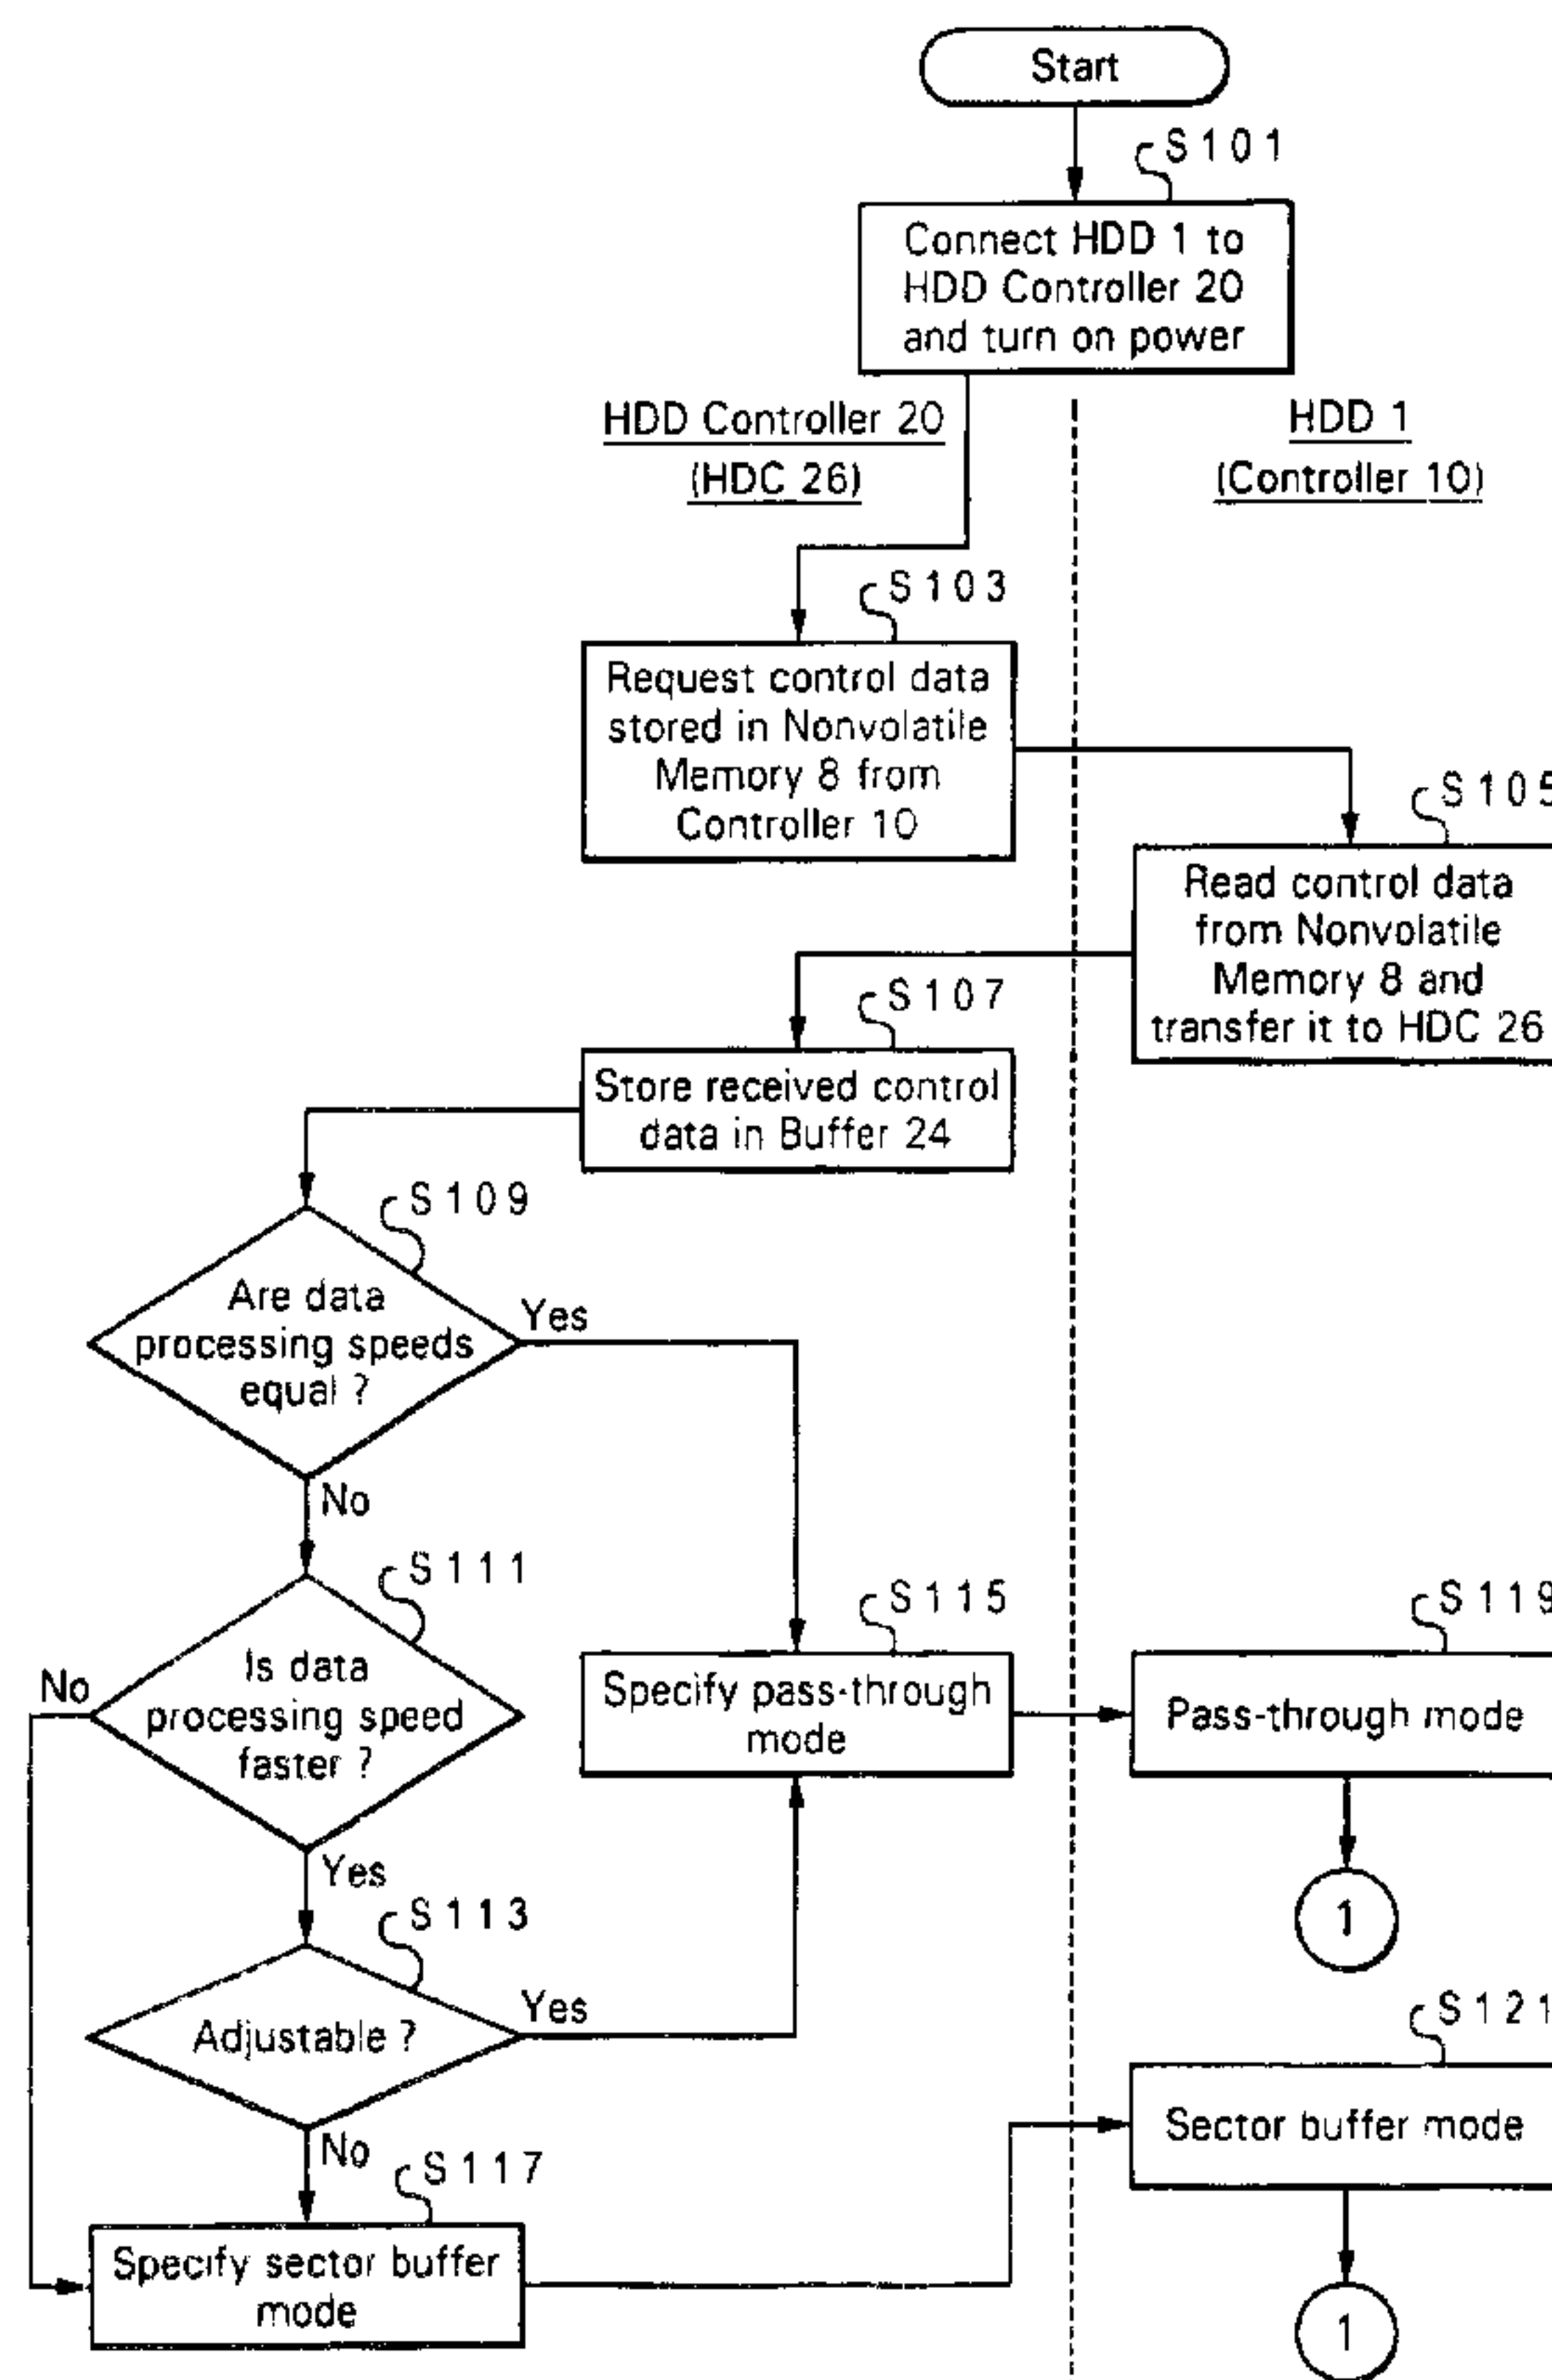 Start
S101
Connect HDD 1 to
HDD Controller 20
and turn on power
HDD Controller 20
(HDC 26)
HDD 1
(Controller 10)
S103
Request control data
stored in Nonvolatile
Memory 8 from
Controller 10
S105
Read control data
from Nonvolatile
Memory 8 and
transfer it to HDC 26
S107
Store received control
data in Buffer 24
S109
Are data
processing speeds
equal ?
Yes
No
S111
Is data
processing speed
faster ?
No
Yes
S115
Specify pass-through
mode
S119
Pass-through mode
1
S113
Adjustable ?
Yes
No
S121
Sector buffer mode
1
S117
Specify sector buffer
mode